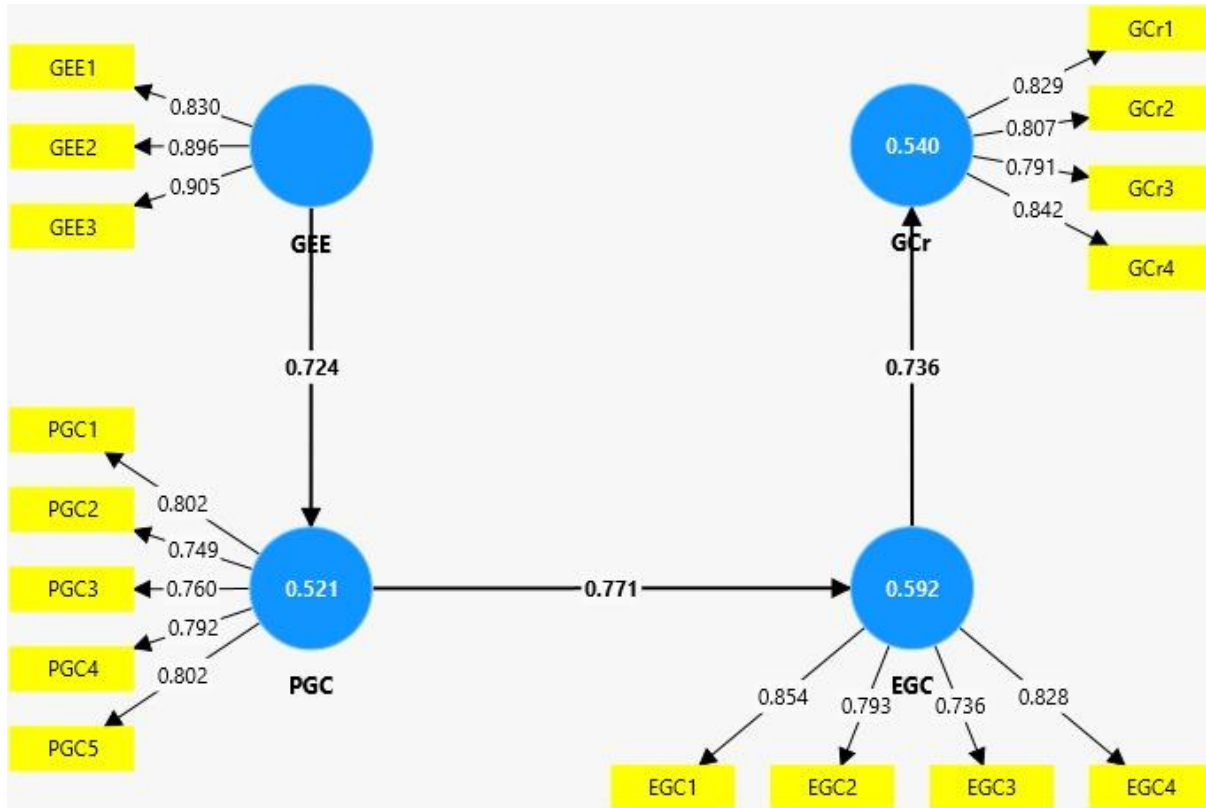 GEE1
GEE2
GEE3
0.830
0.896
0.905
GEE
GCr1
GCr2
GCr3
GCr4
0.829
0.807
0.791
0.842
0.540
GCr
0.724
0.736
PGC1
PGC2
PGC3
PGC4
PGC5
0.802
0.749
0.760
0.792
0.802
0.521
PGC
0.771
0.592
EGC
0.854
0.793
0.736
0.828
EGC1
EGC2
EGC3
EGC4